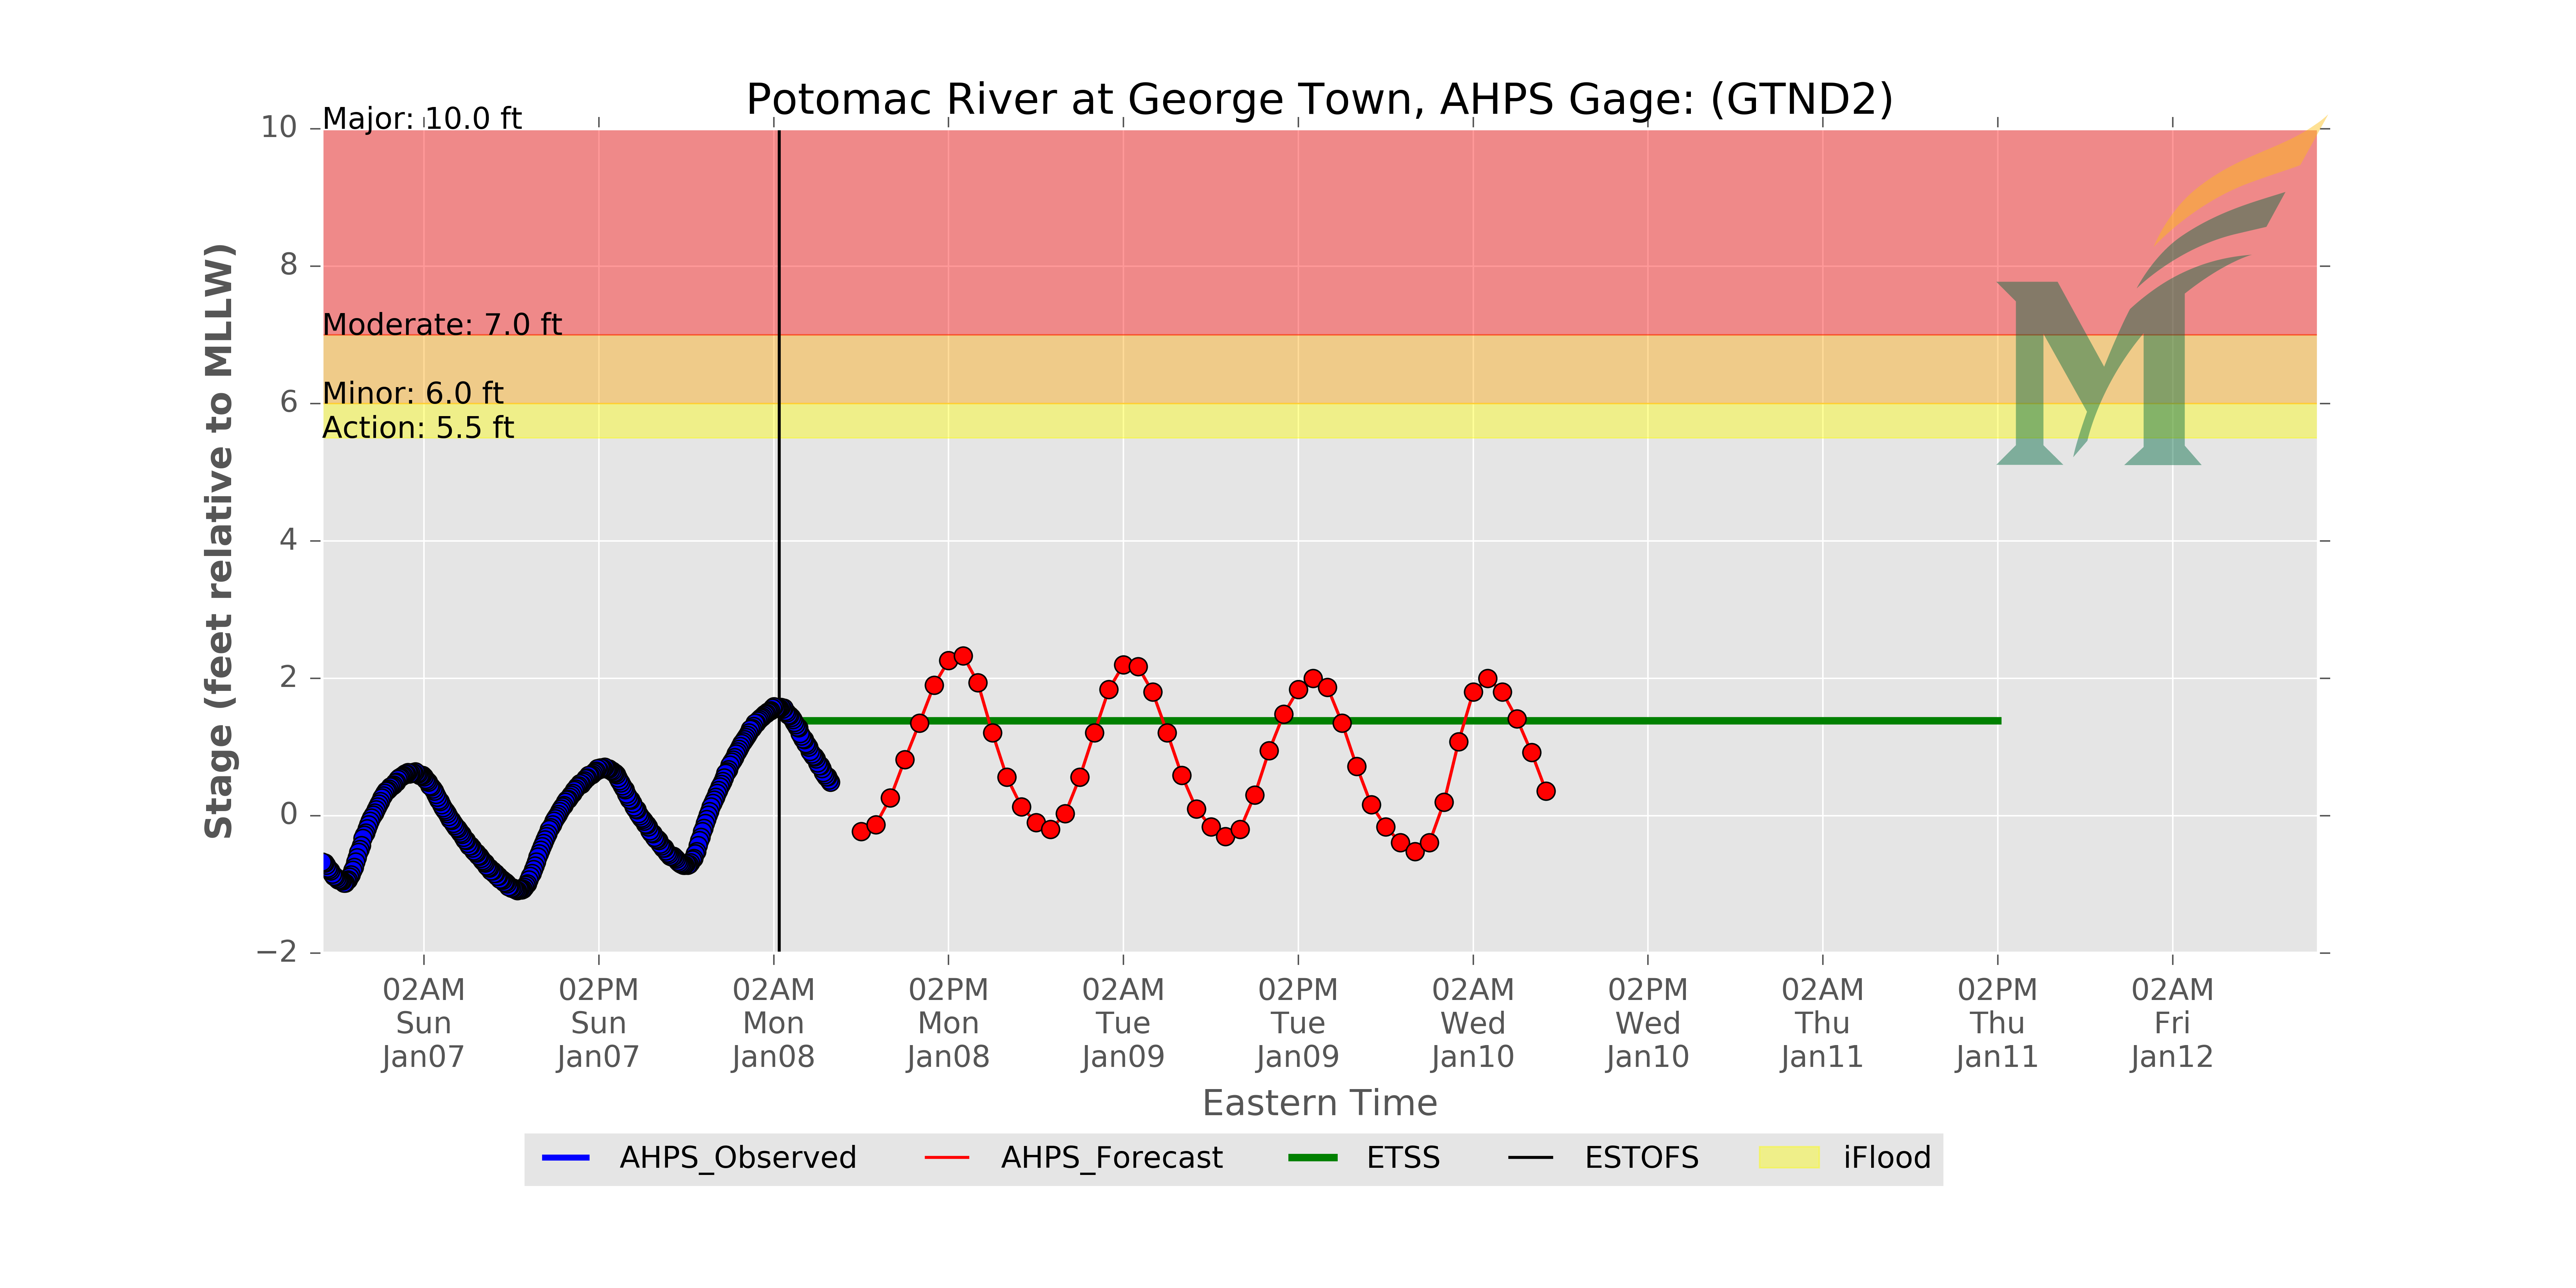 Potomac River at George Town, AHPS Gage: (GTND2)
Major: 10.0 ft
Moderate: 7.0 ft
Minor: 6.0 ft
Action: 5.5 ft
10
8
6
4
2
0
−2
Stage (feet relative to MLLW)
02AM
Sun
Jan07
02PM
Sun
Jan07
02AM
Mon
Jan08
02PM
Mon
Jan08
02AM
Tue
Jan09
02PM
Tue
Jan09
02AM
Wed
Jan10
02PM
Wed
Jan10
02AM
Thu
Jan11
02PM
Thu
Jan11
02AM
Fri
Jan12
Eastern Time
AHPS_Observed
AHPS_Forecast
ETSS
ESTOFS
iFlood
M